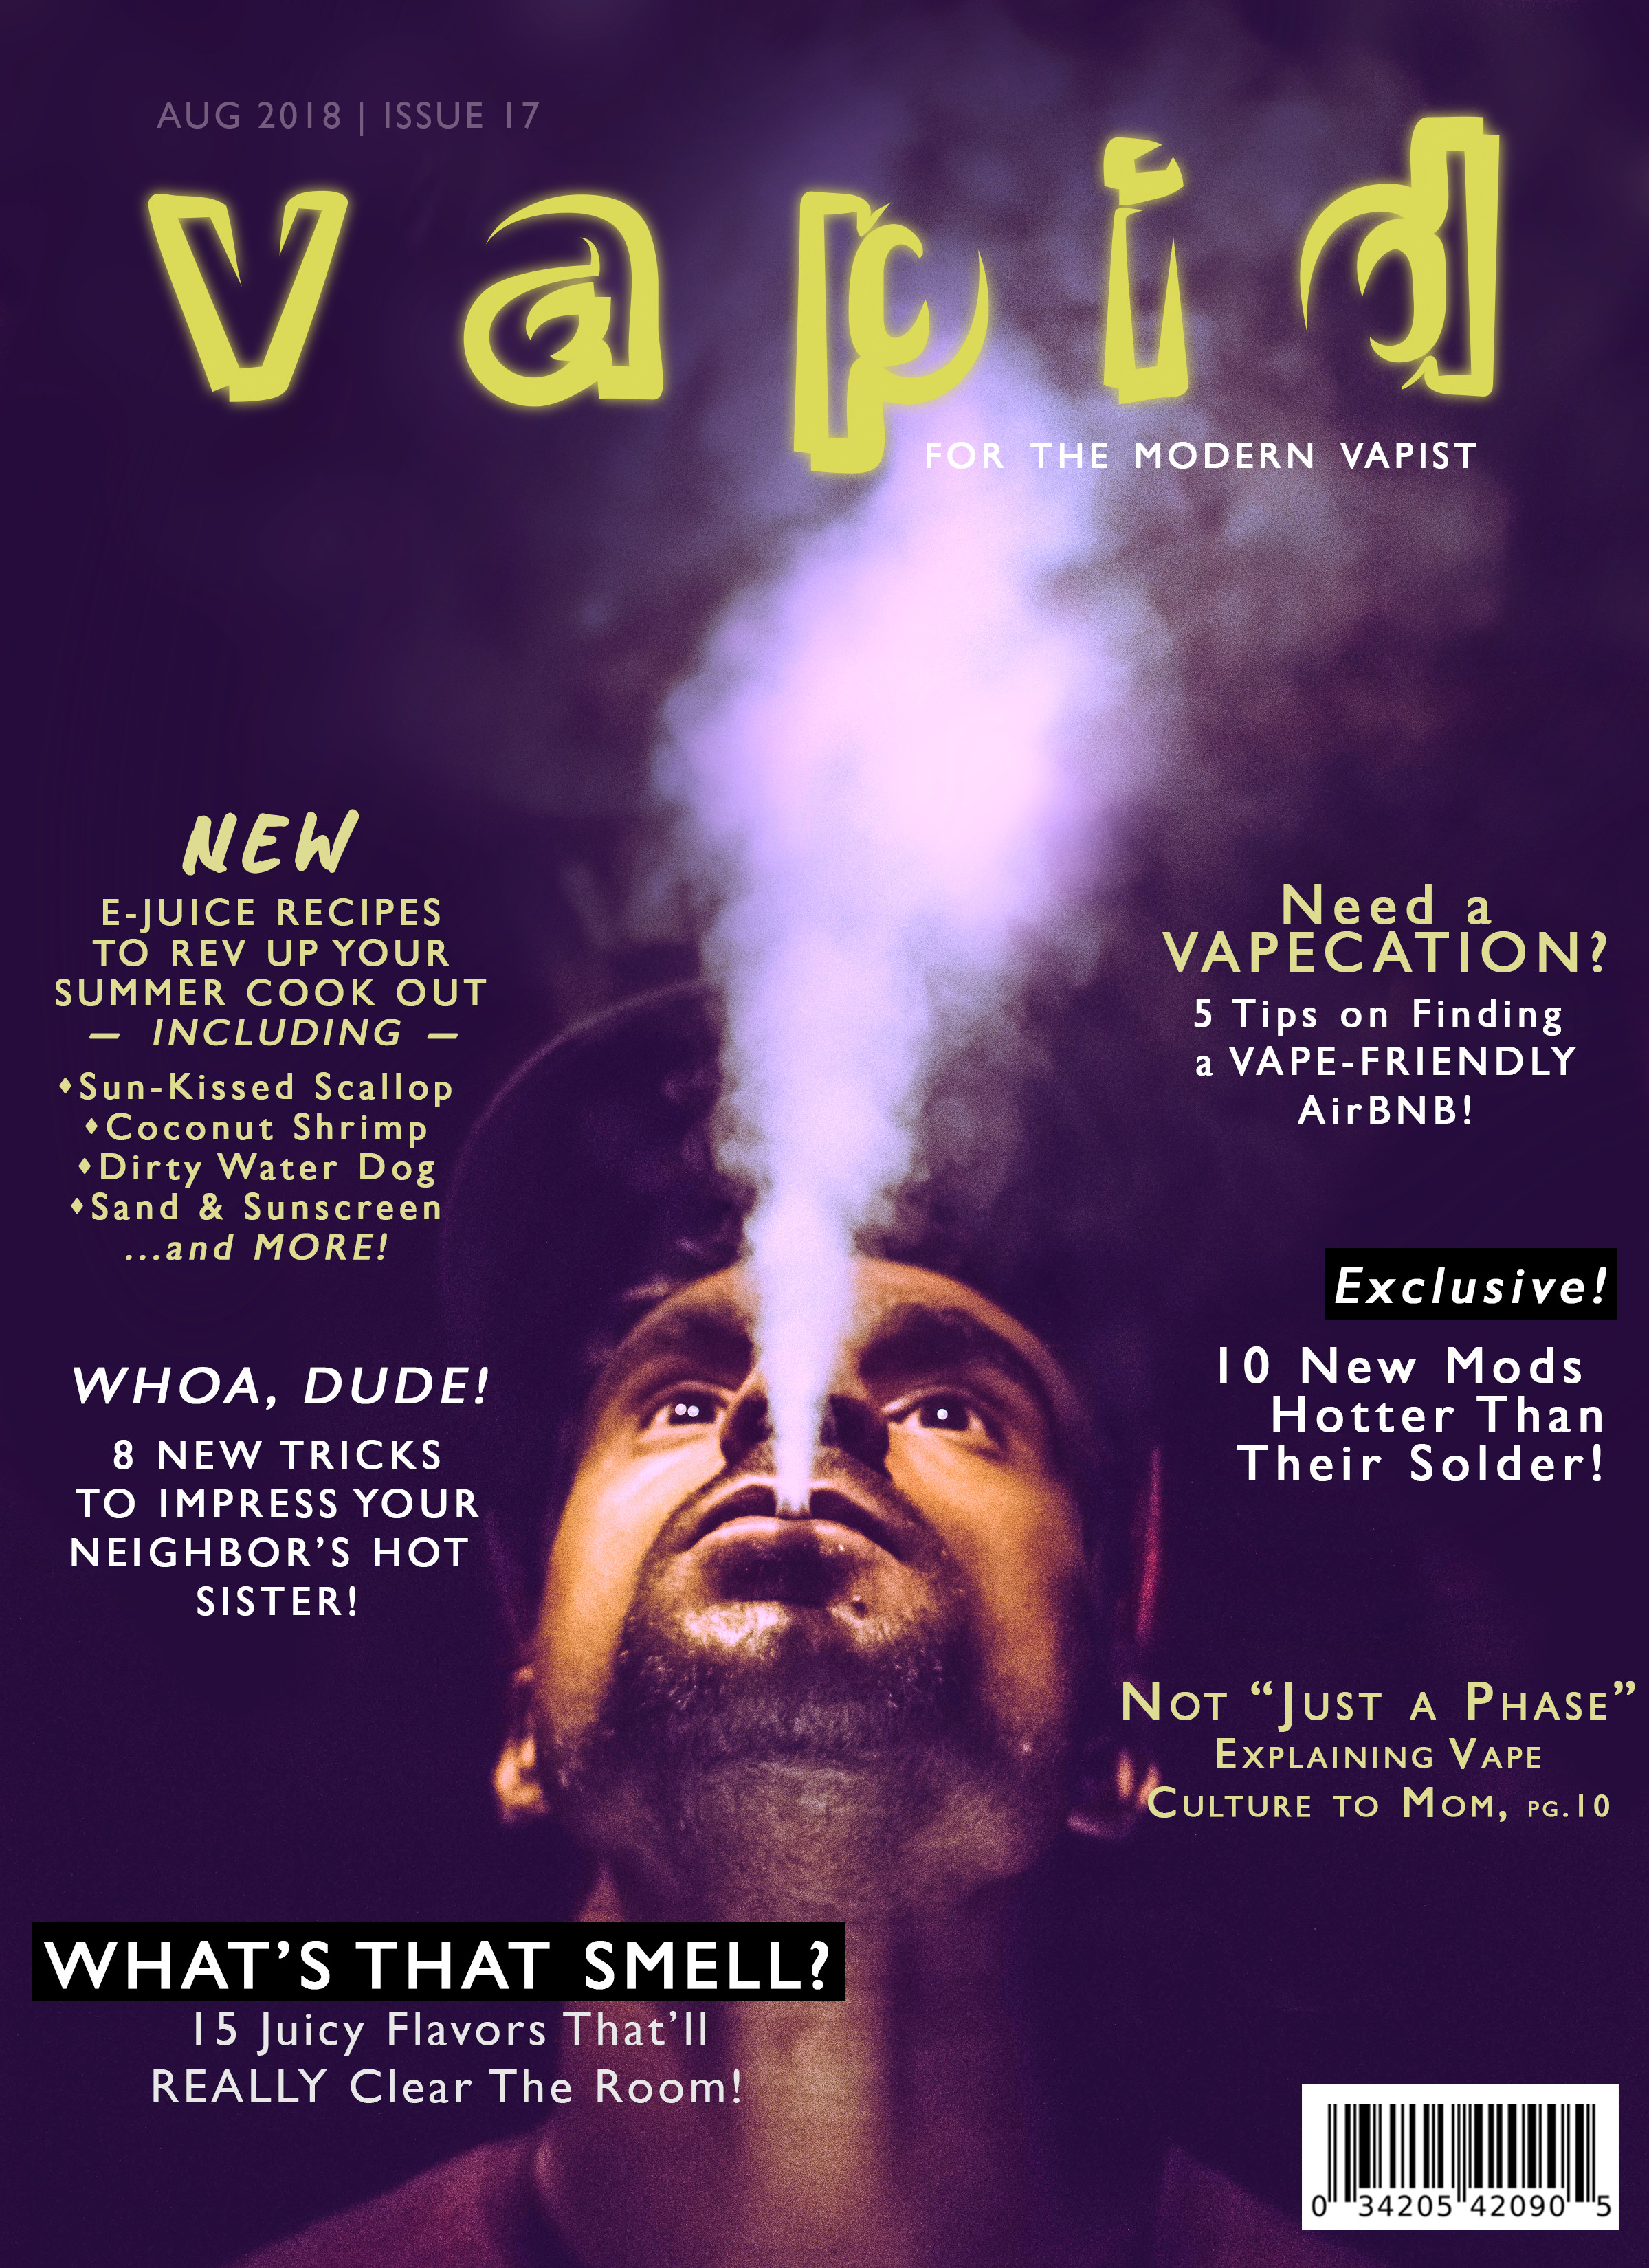 AUG 2018 | ISSUE 17
vapid
FOR THE MODERN VAPIST
NEW
E-JUICE RECIPES
TO REV UP YOUR
SUMMER COOK OUT
— INCLUDING —
♦Sun-Kissed Scallop
♦Coconut Shrimp
♦Dirty Water Dog
♦Sand & Sunscreen
...and MORE!
WHOA, DUDE!
8 NEW TRICKS
TO IMPRESS YOUR
NEIGHBOR’S HOT
SISTER!
Need a
VAPECATION?
5 Tips on Finding
a VAPE-FRIENDLY
AirBNB!
Exclusive!
10 New Mods
Hotter Than
Their Solder!
NOT “JUST A PHASE”
EXPLAINING VAPE
CULTURE TO MOM, PG.10
WHAT’S THAT SMELL?
15 Juicy Flavors That’ll
REALLY Clear The Room!
0 34205 42090 5